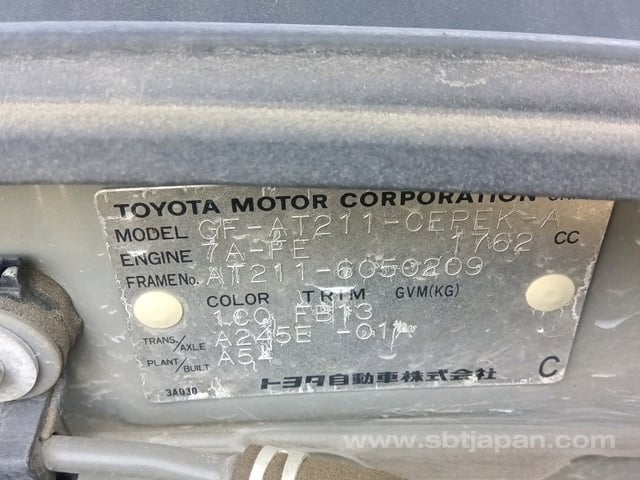 TOYOTA MOTOR CORPORATION
MODEL GF-AT211-CEPEK-A
ENGINE 7A-FE 1762 CC
FRAME No. AT211-6050209
COLOR TRIM GVM(KG)
1C0 FB13
TRANS./AXLE A245E -01A
PLANT/BUILT A51
3A030 トヨタ自動車株式会社 C
www.sbtjapan.com